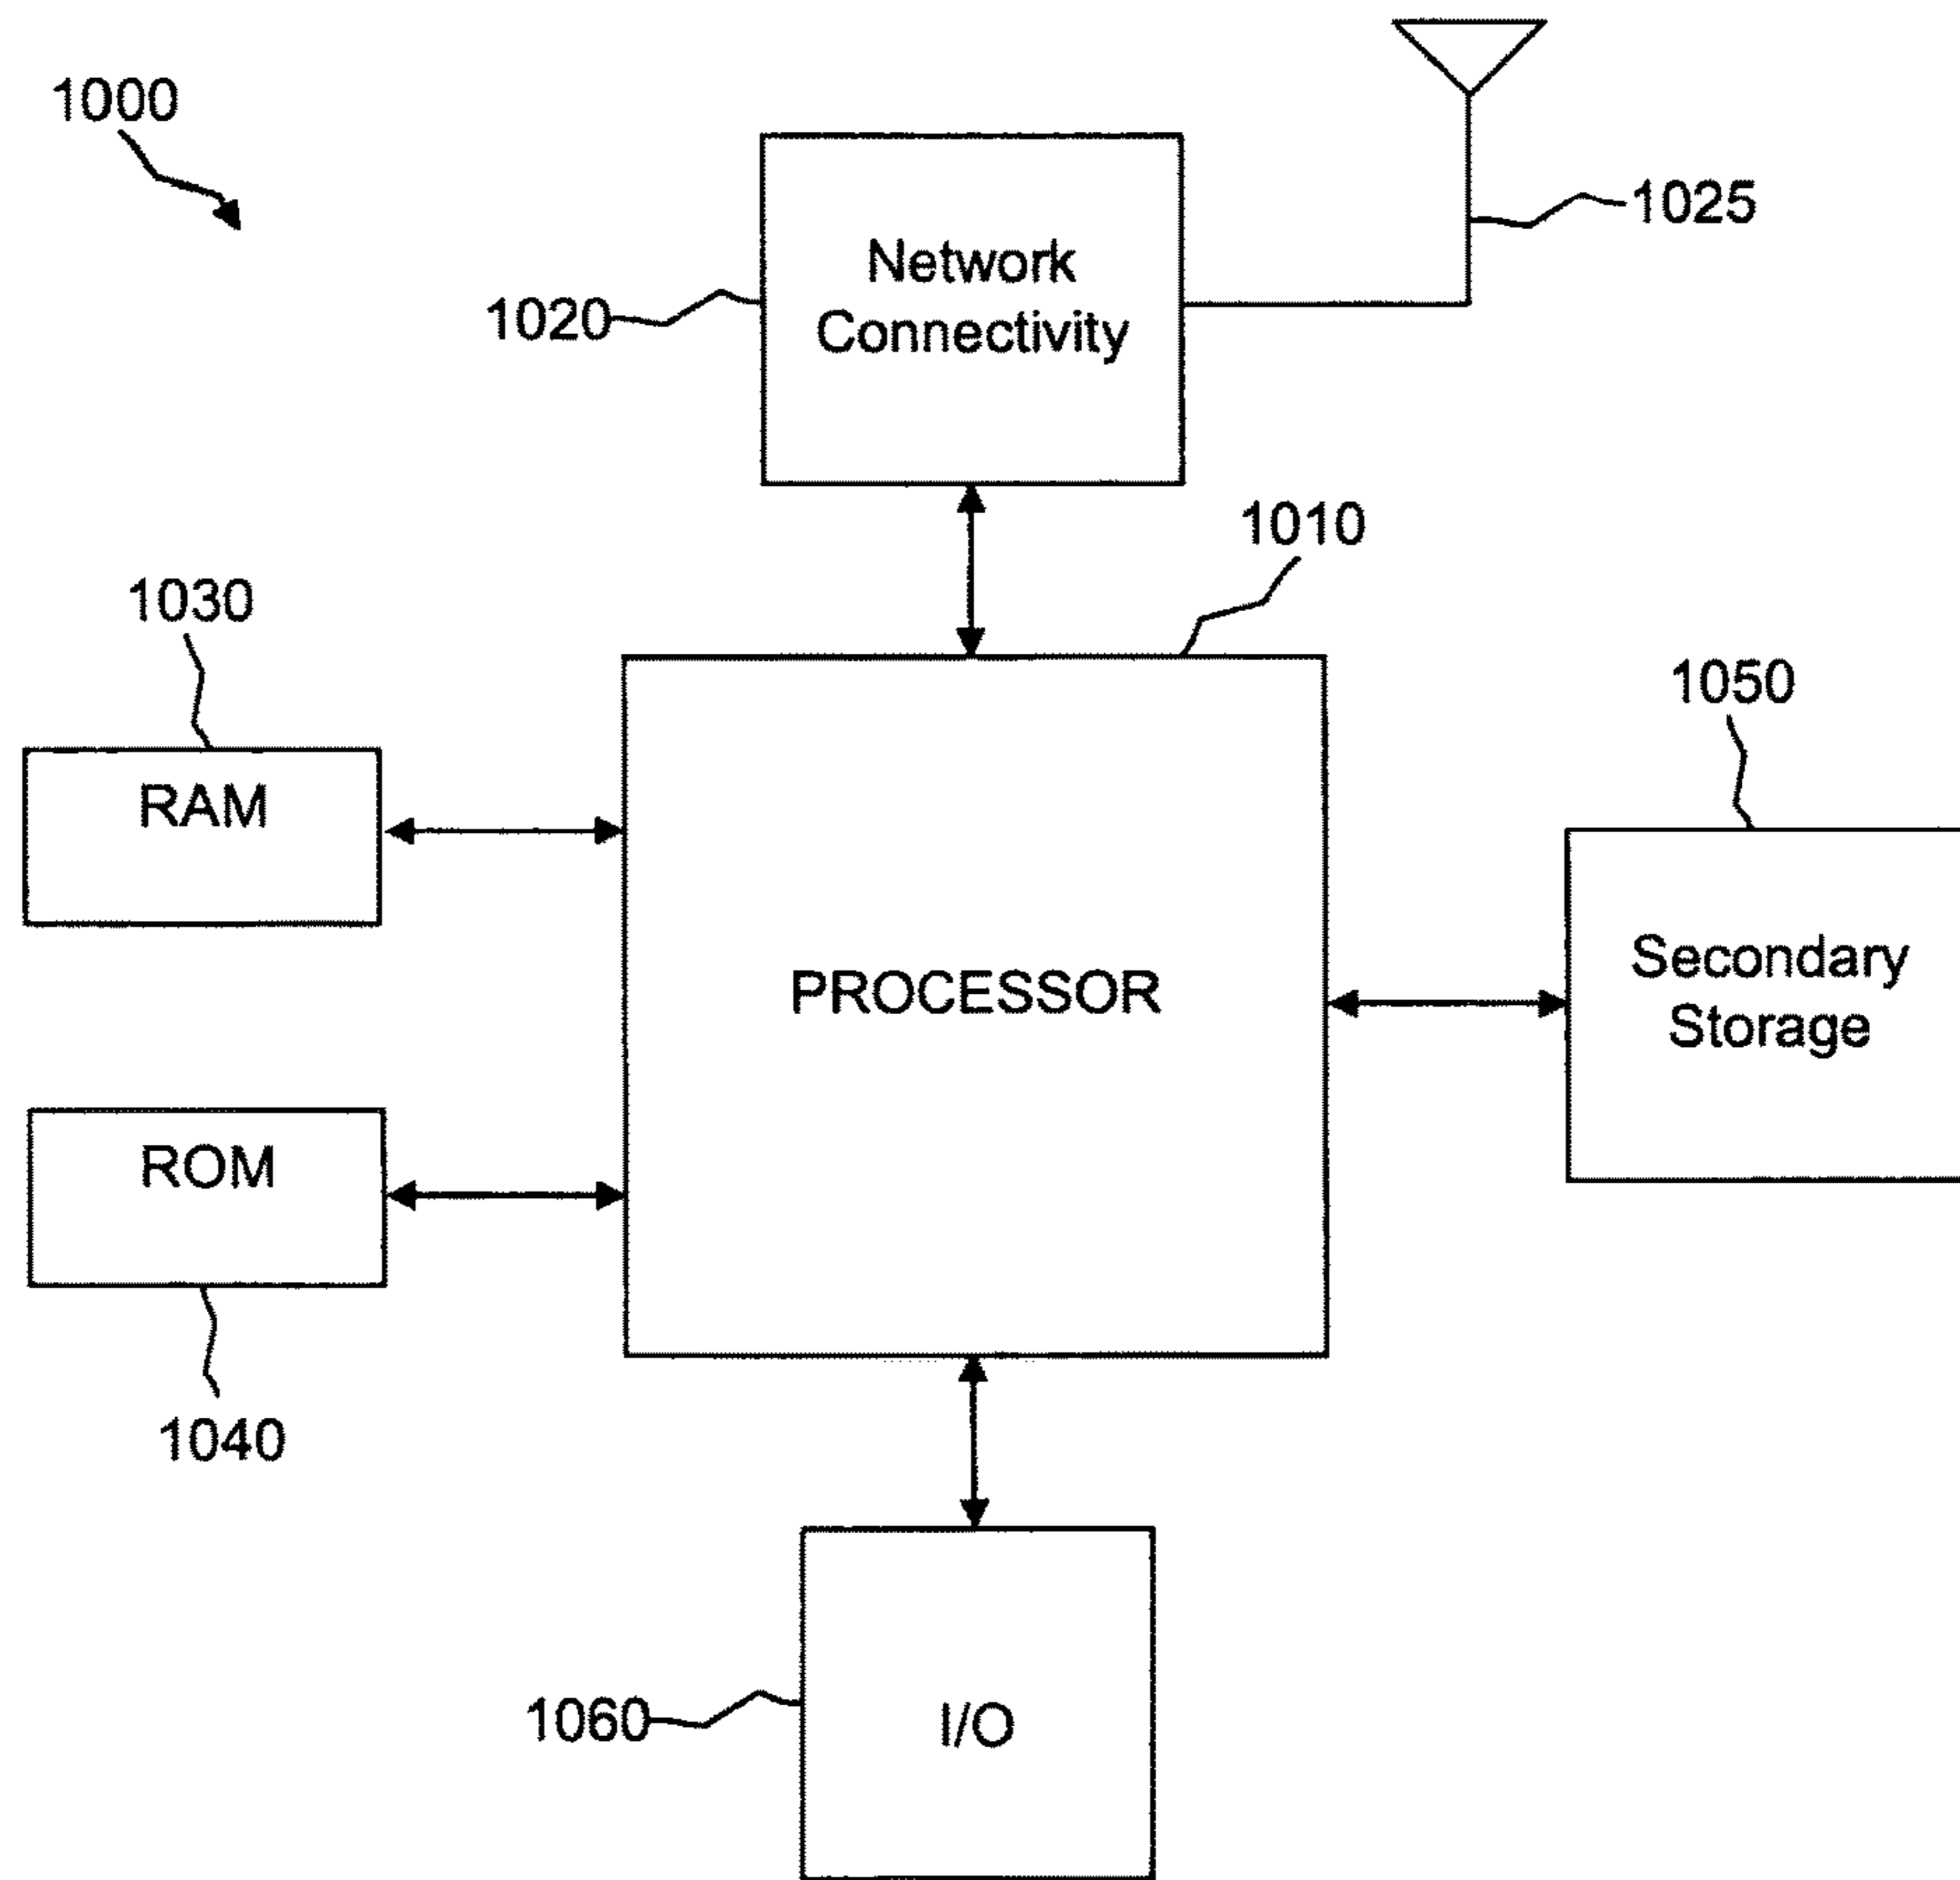 1000
1025
Network
Connectivity
1020
1010
1030
1050
RAM
Secondary
Storage
PROCESSOR
ROM
1040
1060
I/O